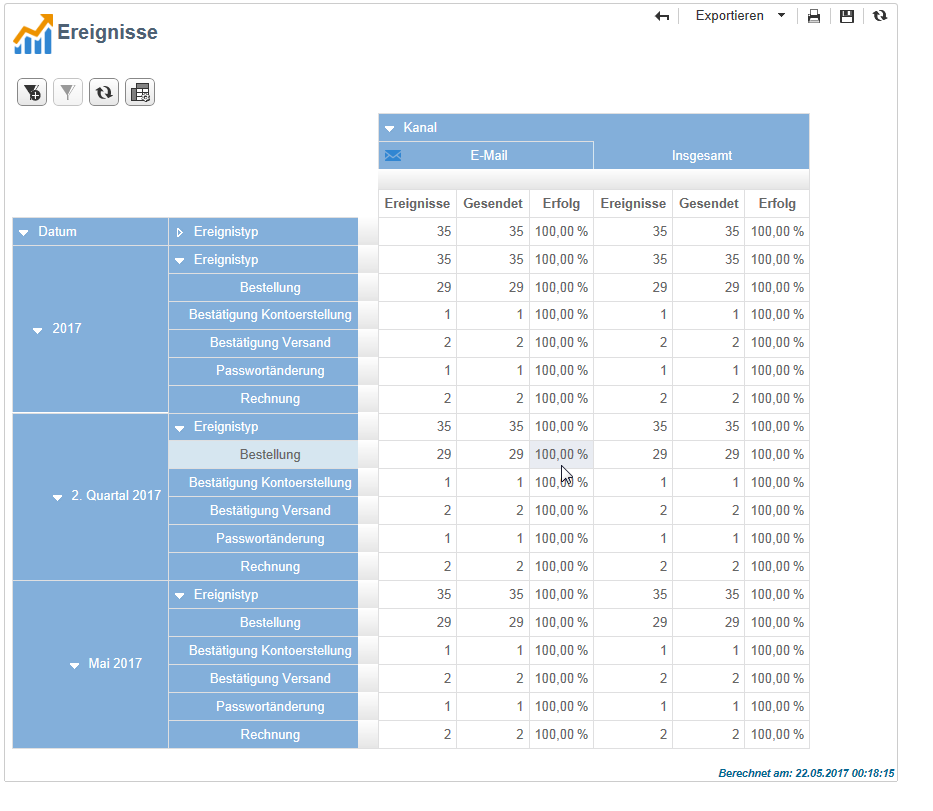 Ereignisse
Exportieren
Kanal
E-Mail Insgesamt
Ereignisse Gesendet Erfolg Ereignisse Gesendet Erfolg
Datum Ereignistyp 35 35 100,00 % 35 35 100,00 %
Ereignistyp 35 35 100,00 % 35 35 100,00 %
Bestellung 29 29 100,00 % 29 29 100,00 %
Bestätigung Kontoerstellung 1 1 100,00 % 1 1 100,00 %
2017 Bestätigung Versand 2 2 100,00 % 2 2 100,00 %
Passwortänderung 1 1 100,00 % 1 1 100,00 %
Rechnung 2 2 100,00 % 2 2 100,00 %
Ereignistyp 35 35 100,00 % 35 35 100,00 %
Bestellung 29 29 100,00 % 29 29 100,00 %
Bestätigung Kontoerstellung 1 1 100,00 % 1 1 100,00 %
2. Quartal 2017 Bestätigung Versand 2 2 100,00 % 2 2 100,00 %
Passwortänderung 1 1 100,00 % 1 1 100,00 %
Rechnung 2 2 100,00 % 2 2 100,00 %
Ereignistyp 35 35 100,00 % 35 35 100,00 %
Bestellung 29 29 100,00 % 29 29 100,00 %
Bestätigung Kontoerstellung 1 1 100,00 % 1 1 100,00 %
Mai 2017 Bestätigung Versand 2 2 100,00 % 2 2 100,00 %
Passwortänderung 1 1 100,00 % 1 1 100,00 %
Rechnung 2 2 100,00 % 2 2 100,00 %
Berechnet am: 22.05.2017 00:18:15